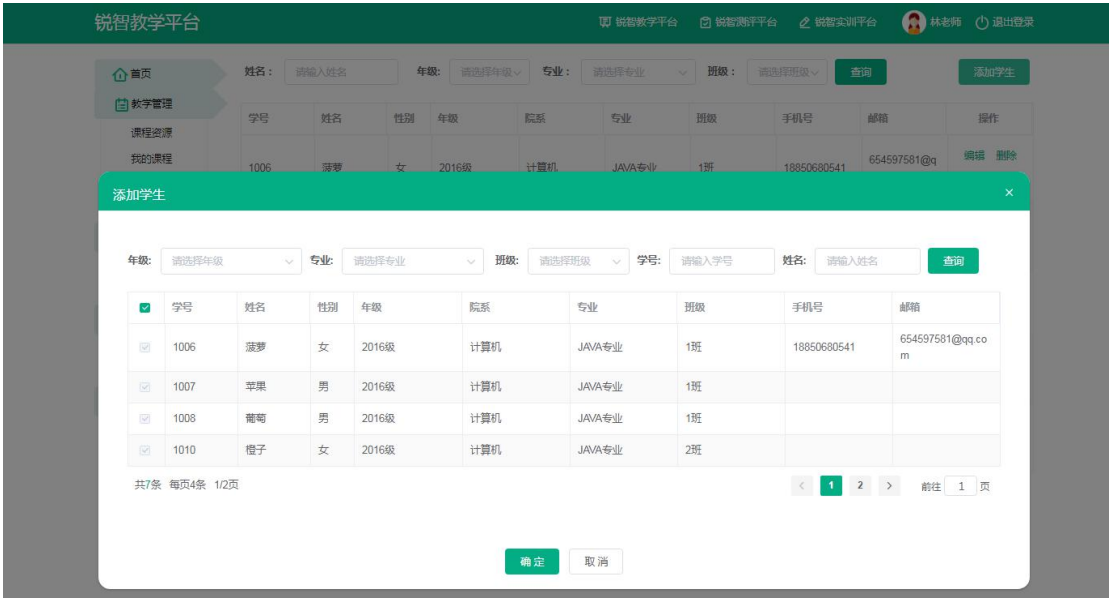 锐智教学平台 锐智教学平台 锐智测评平台 锐智实训平台 林老师 退出登录
首页 姓名： 请输入姓名 年级: 请选择年级 专业： 请选择专业 班级： 请选择班级 查询 添加学生
教学管理
学号 姓名 性别 年级 院系 专业 班级 手机号 邮箱 操作
课程资源
我的课程
1006 菠萝 女 2016级 计算机 JAVA专业 1班 18850680541 654597581@q 编辑 删除
添加学生 ×
年级: 请选择年级 专业: 请选择专业 班级: 请选择班级 学号: 请输入学号 姓名: 请输入姓名 查询
学号 姓名 性别 年级 院系 专业 班级 手机号 邮箱
1006 菠萝 女 2016级 计算机 JAVA专业 1班 18850680541 654597581@qq.co
m
1007 苹果 男 2016级 计算机 JAVA专业 1班
1008 葡萄 男 2016级 计算机 JAVA专业 1班
1010 橙子 女 2016级 计算机 JAVA专业 2班
共7条 每页4条 1/2页 < 1 2 > 前往 1 页
确定 取消